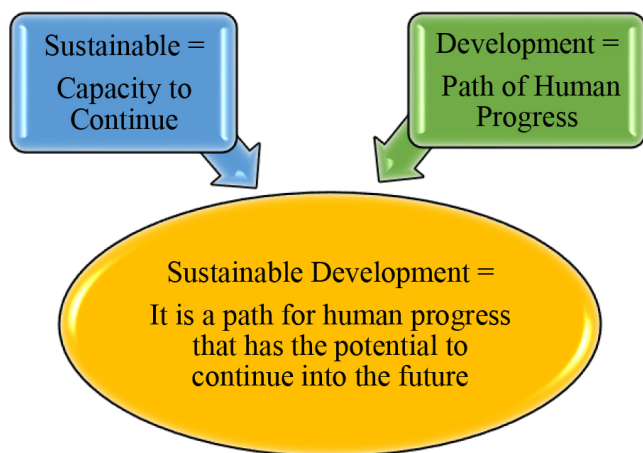 Sustainable =
Capacity to
Continue
Development =
Path of Human
Progress
Sustainable Development =
It is a path for human progress
that has the potential to
continue into the future